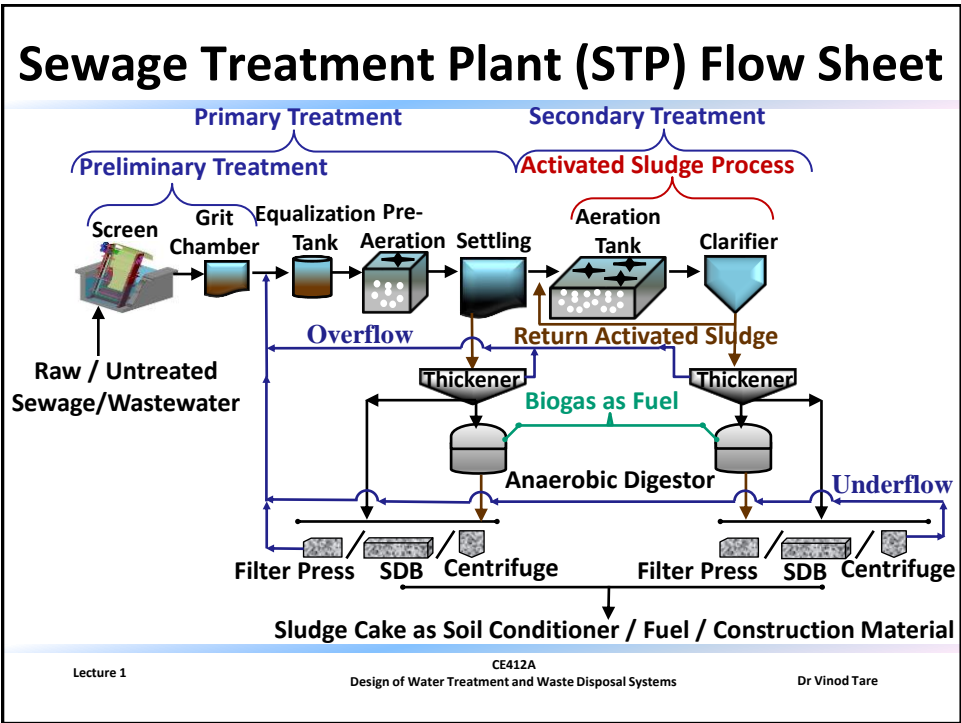 Sewage Treatment Plant (STP) Flow Sheet
Primary Treatment
Secondary Treatment
Preliminary Treatment
Activated Sludge Process
Screen
Grit
Chamber
Equalization
Tank
Pre-
Aeration
Settling
Aeration
Tank
Clarifier
Overflow
Return Activated Sludge
Raw / Untreated
Sewage/Wastewater
Thickener
Thickener
Biogas as Fuel
Anaerobic Digestor
Underflow
/
/
/
/
Filter Press
SDB
Centrifuge
Filter Press
SDB
Centrifuge
Sludge Cake as Soil Conditioner / Fuel / Construction Material
Lecture 1
CE412A
Design of Water Treatment and Waste Disposal Systems
Dr Vinod Tare